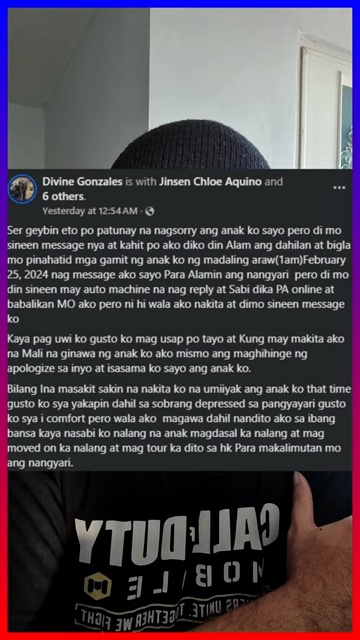 Divine Gonzales is with Jinsen Chloe Aquino and
6 others.
Yesterday at 12:54 AM ·
Ser geybin eto po patunay na nagsorry ang anak ko sayo pero di mo
sineen message nya at kahit po ako diko din Alam ang dahilan at bigla
mo pinahatid mga gamit ng anak ko ng madaling araw(1am)February
25, 2024 nag message ako sayo Para Alamin ang nangyari pero di mo
din sineen may auto machine na nag reply at Sabi dika PA online at
babalikan MO ako pero ni hi wala ako nakita at dimo sineen message
ko
Kaya pag uwi ko gusto ko mag usap po tayo at Kung may makita ako
na Mali na ginawa ng anak ko ako mismo ang maghihinge ng
apologize sa inyo at isasama ko sayo ang anak ko.
Bilang Ina masakit sakin na nakita ko na umiiyak ang anak ko that time
gusto ko sya yakapin dahil sa sobrang depressed sa pangyayari gusto
ko sya i comfort pero wala ako magawa dahil nandito ako sa ibang
bansa kaya nasabi ko nalang na anak magdasal ka nalang at mag
moved on ka nalang at mag tour ka dito sa hk Para makalimutan mo
ang nangyari.
CALL DUTY
MOBILE